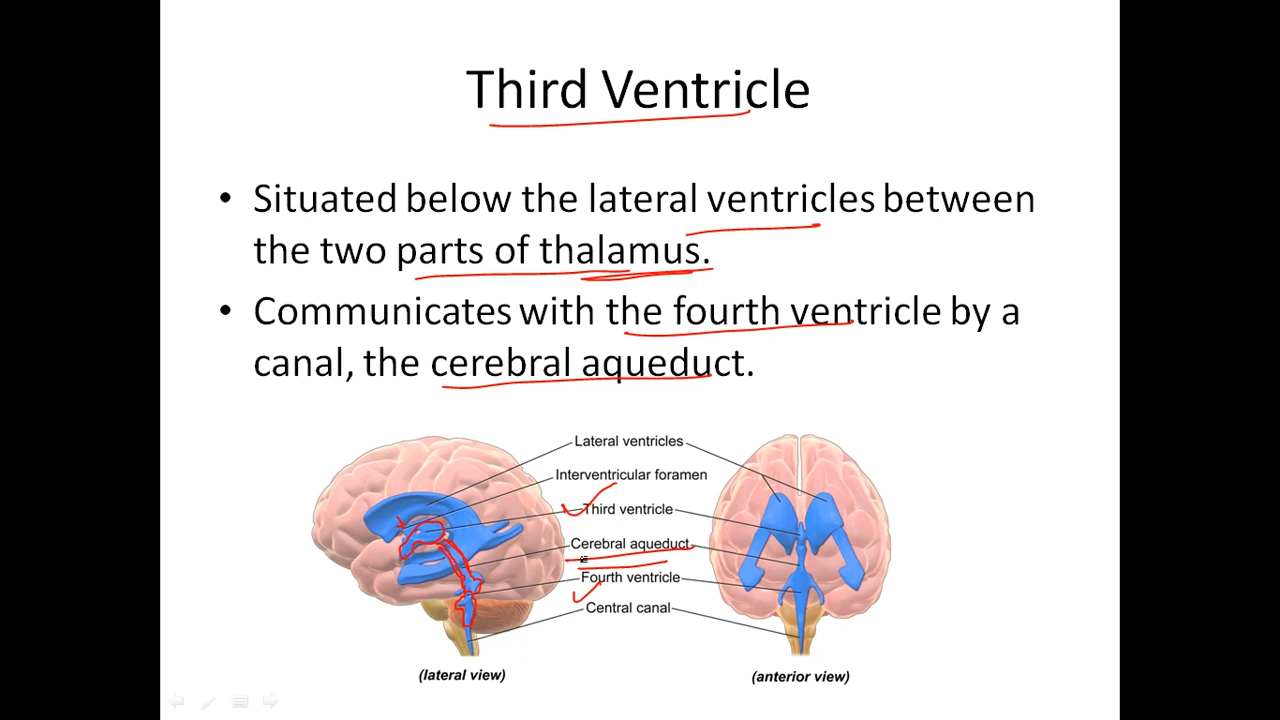 Third Ventricle
• Situated below the lateral ventricles between
the two parts of thalamus.
• Communicates with the fourth ventricle by a
canal, the cerebral aqueduct.
Lateral ventricles
Interventricular foramen
Third ventricle
Cerebral aqueduct
Fourth ventricle
Central canal
(lateral view)
(anterior view)